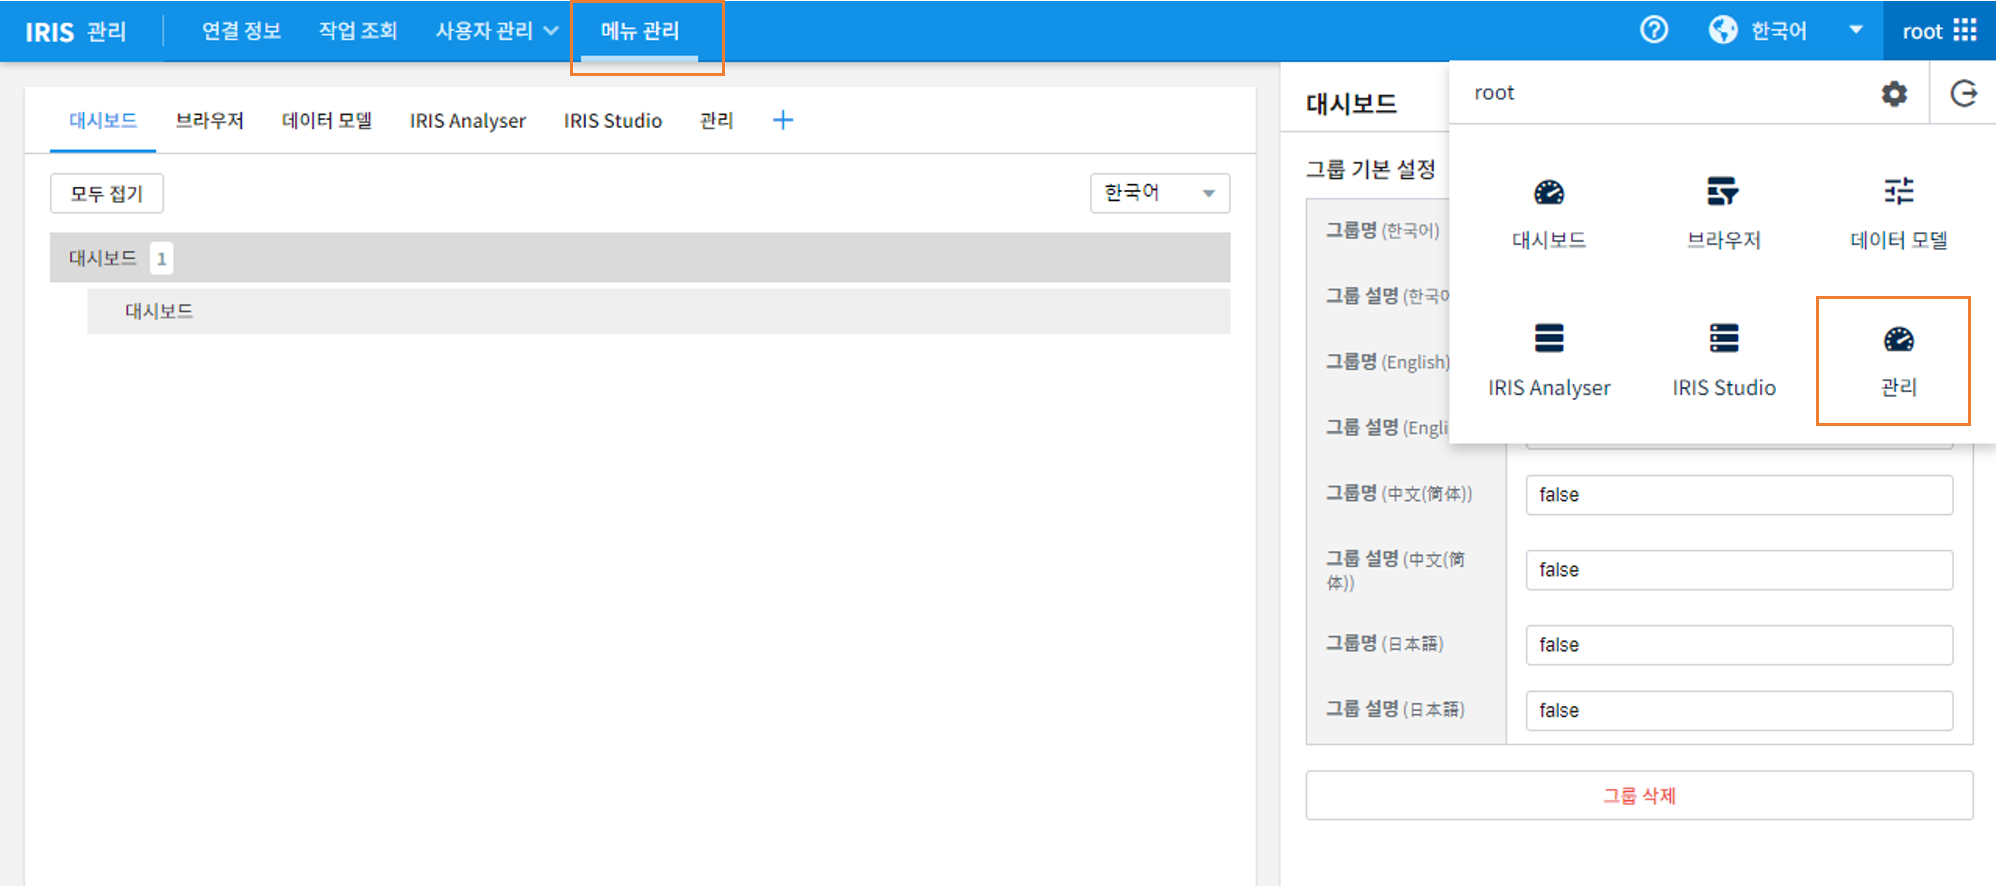 IRIS 관리
연결 정보
작업 조회
사용자 관리
메뉴 관리
한국어
root
대시보드
브라우저
데이터 모델
IRIS Analyser
IRIS Studio
관리
모두 접기
한국어
대시보드 1
대시보드
대시보드
그룹 기본 설정
그룹명 (한국어)
그룹 설명 (한국어
그룹명 (English)
그룹 설명 (Engli
그룹명 (中文(简体))
false
그룹 설명 (中文(简
体))
false
그룹명 (日本語)
false
그룹 설명 (日本語)
false
그룹 삭제
root
대시보드
브라우저
데이터 모델
IRIS Analyser
IRIS Studio
관리